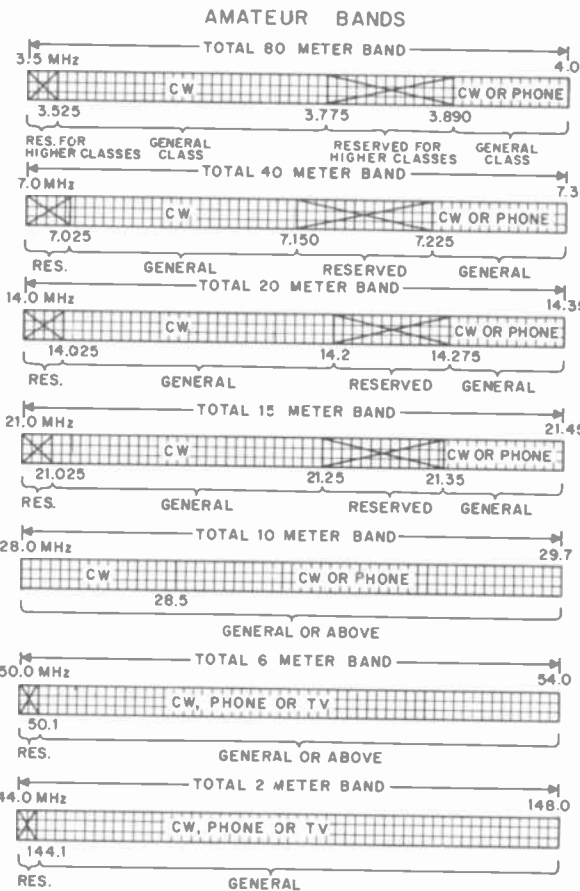 AMATEUR BANDS
TOTAL 80 METER BAND
3.5 MHz 4.0
CW CW OR PHONE
3.525 3.775 3.890
RES. FOR HIGHER CLASSES GENERAL CLASS RESERVED FOR HIGHER CLASSES GENERAL CLASS
TOTAL 40 METER BAND
7.0 MHz 7.3
CW CW OR PHONE
7.025 7.150 7.225
RES. GENERAL RESERVED GENERAL
TOTAL 20 METER BAND
14.0 MHz 14.35
CW CW OR PHONE
14.025 14.2 14.275
RES. GENERAL RESERVED GENERAL
TOTAL 15 METER BAND
21.0 MHz 21.45
CW CW OR PHONE
21.025 21.25 21.35
RES. GENERAL RESERVED GENERAL
TOTAL 10 METER BAND
28.0 MHz 29.7
CW CW OR PHONE
28.5
GENERAL OR ABOVE
TOTAL 6 METER BAND
50.0 MHz 54.0
CW, PHONE OR TV
50.1
RES. GENERAL OR ABOVE
TOTAL 2 METER BAND
44.0 MHz 148.0
CW, PHONE OR TV
144.1
RES. GENERAL